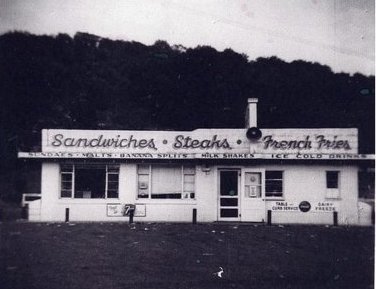 Sandwiches • Steaks • French Fries
SUNDAES • MALTS • BANANA SPLITS • MILK SHAKES • ICE COLD DRINKS
TABLE CURB SERVICE
DAIRY FREEZE